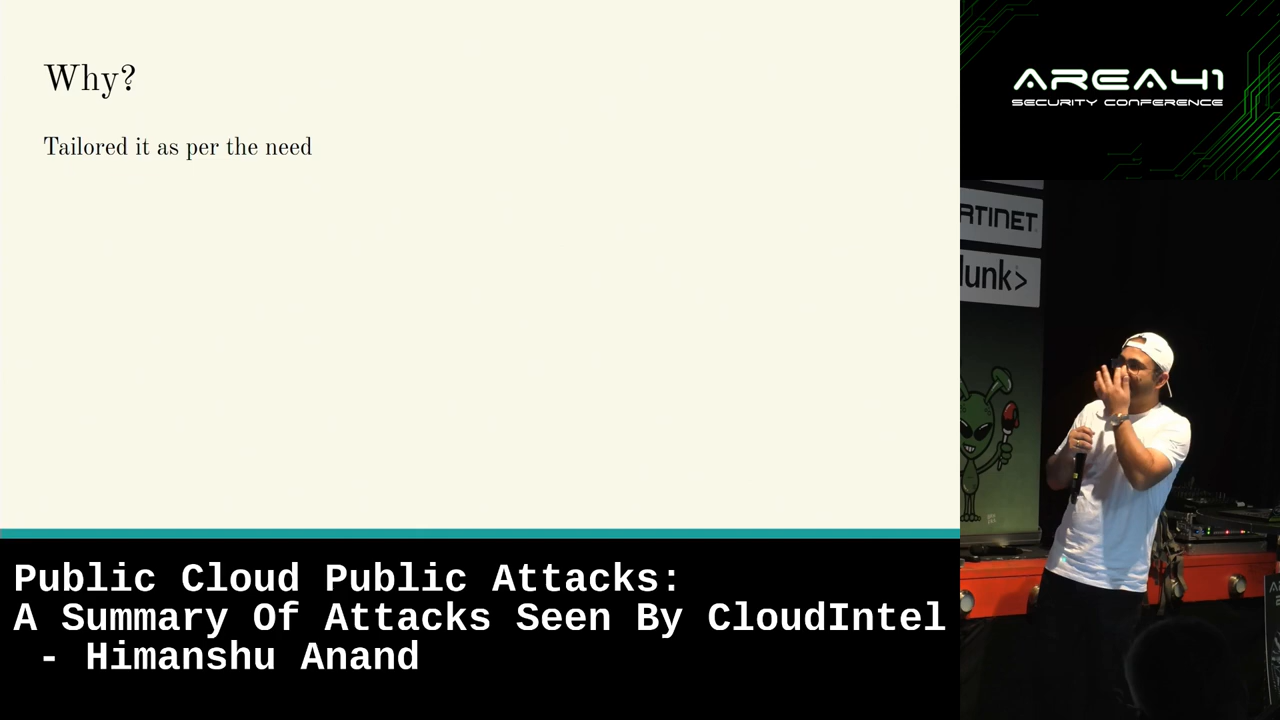 Why?
Tailored it as per the need
AREA41
SECURITY CONFERENCE
RTINET
lunk>
Public Cloud Public Attacks:
A Summary Of Attacks Seen By CloudIntel
- Himanshu Anand